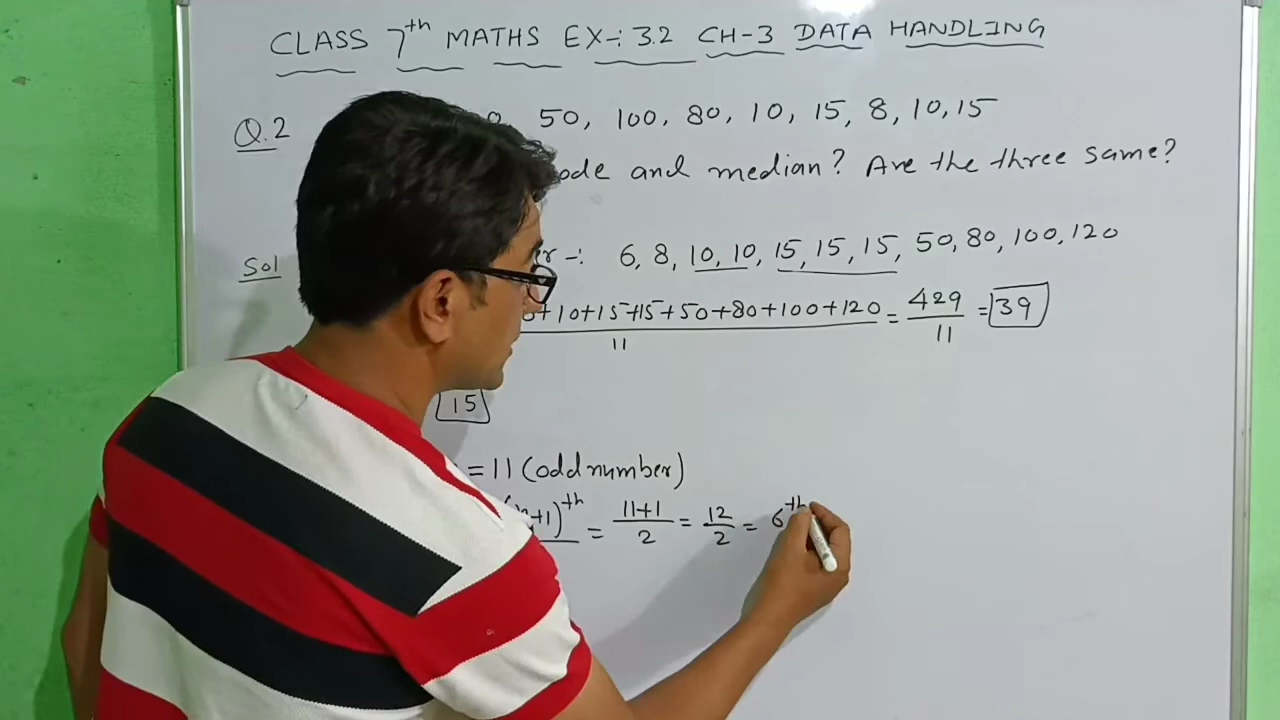 CLASS 7th MATHS EX-: 3.2 CH-3 DATA HANDLING
Q.2 50, 100, 80, 10, 15, 8, 10, 15
ode and median? Are the three same?
Sol r -: 6, 8, 10, 10, 15, 15, 15, 50, 80, 100, 120
+10+15+15+50+80+100+120 = 429 = 39
11 11
15
= 11 (odd number)
+1)th = 11+1 = 12 = 6th
2 2